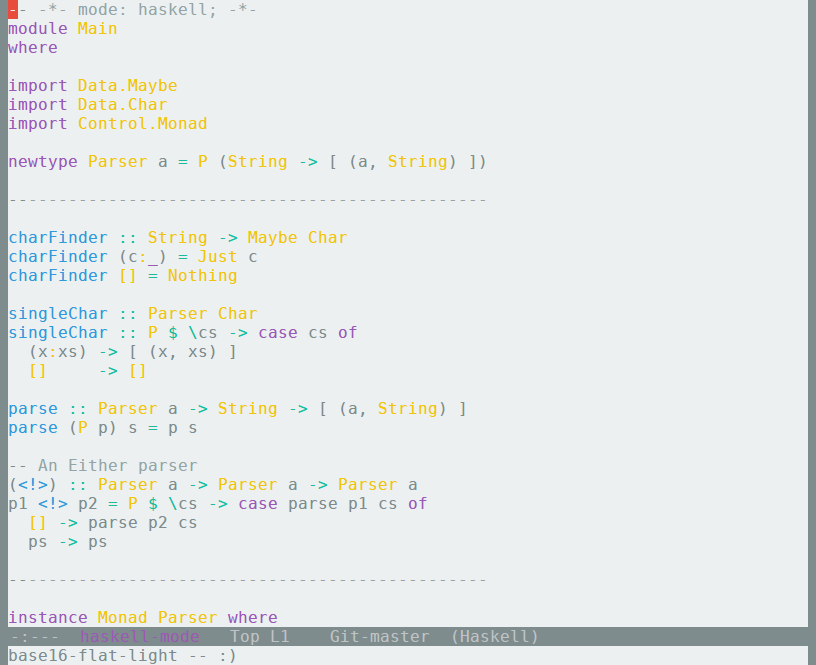 -- -*- mode: haskell; -*-
module Main
where

import Data.Maybe
import Data.Char
import Control.Monad

newtype Parser a = P (String -> [ (a, String) ])

------------------------------------------------

charFinder :: String -> Maybe Char
charFinder (c:_) = Just c
charFinder [] = Nothing

singleChar :: Parser Char
singleChar :: P $ \cs -> case cs of
  (x:xs) -> [ (x, xs) ]
  []     -> []

parse :: Parser a -> String -> [ (a, String) ]
parse (P p) s = p s

-- An Either parser
(<!>) :: Parser a -> Parser a -> Parser a
p1 <!> p2 = P $ \cs -> case parse p1 cs of
  [] -> parse p2 cs
  ps -> ps

------------------------------------------------

instance Monad Parser where
-:---  haskell-mode   Top L1    Git-master  (Haskell)
base16-flat-light -- :)